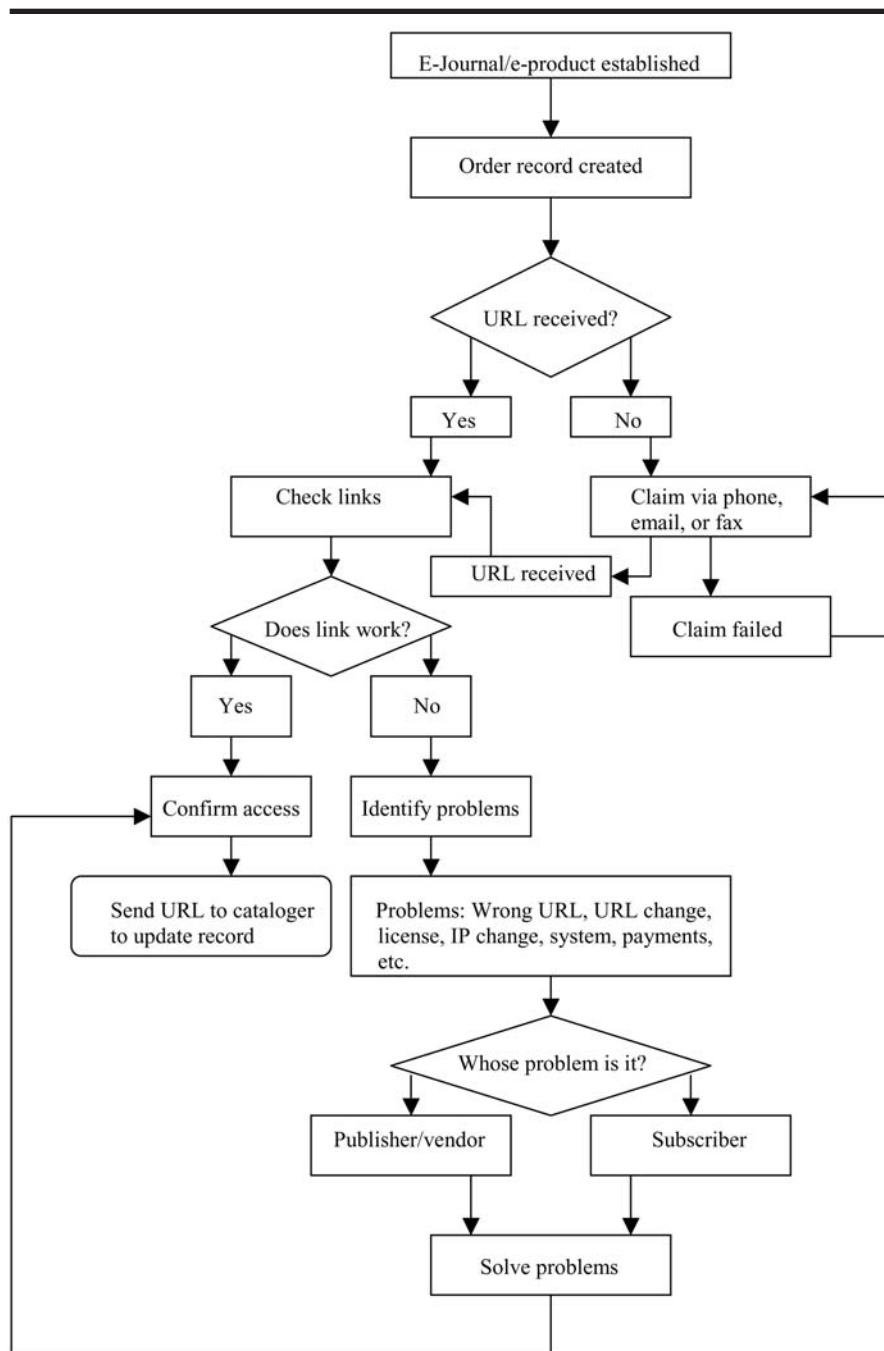 E-Journal/e-product established
Order record created
URL received?
Yes
No
Check links
Claim via phone,
email, or fax
URL received
Claim failed
Does link work?
Yes
No
Confirm access
Identify problems
Send URL to cataloger
to update record
Problems: Wrong URL, URL change,
license, IP change, system, payments,
etc.
Whose problem is it?
Publisher/vendor
Subscriber
Solve problems